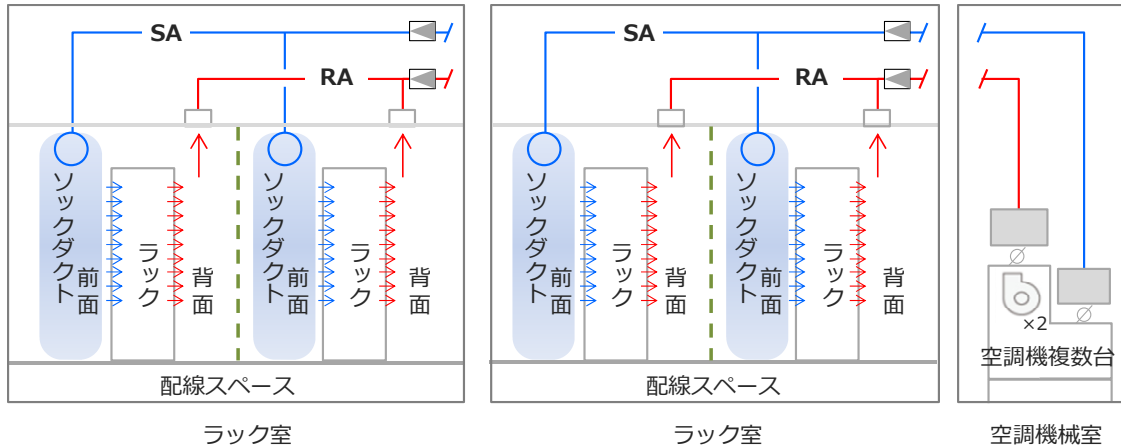 SA
RA
ソックダクト
前面
ラック
背面
ソックダクト
前面
ラック
背面
配線スペース
ラック室
SA
RA
ソックダクト
前面
ラック
背面
ソックダクト
前面
ラック
背面
配線スペース
ラック室
×2
空調機複数台
空調機械室